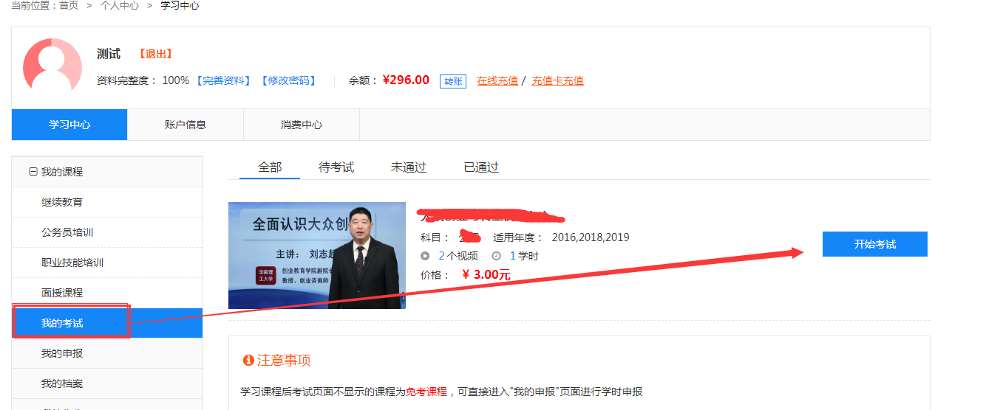 当前位置：首页 > 个人中心 > 学习中心
测试 【退出】
资料完整度： 100% 【完善资料】 【修改密码】 余额：¥296.00 转账 在线充值 / 充值卡充值
学习中心 账户信息 消费中心
我的课程
继续教育
公务员培训
职业技能培训
面授课程
我的考试
我的申报
我的档案
全部 待考试 未通过 已通过
全面认识大众创
主讲： 刘志超
华南理
工大学
创业教育学院副院长
教授、创业咨询师
科目： 适用年度： 2016,2018,2019
2个视频 1学时
价格： ¥ 3.00元
开始考试
注意事项
学习课程后考试页面不显示的课程为免考课程，可直接进入"我的申报"页面进行学时申报